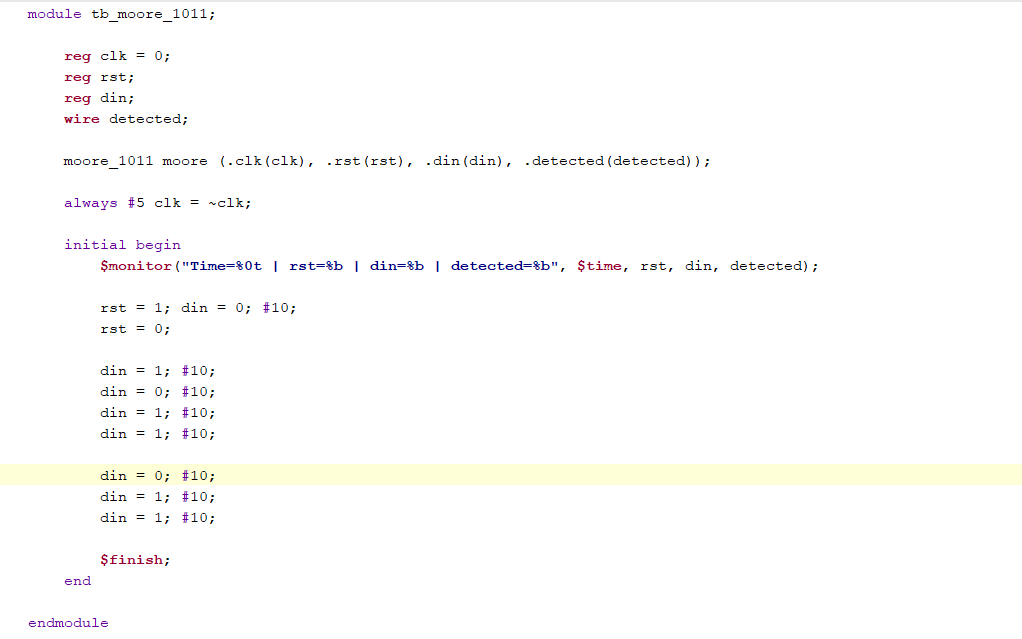 module tb_moore_1011;
reg clk = 0;
reg rst;
reg din;
wire detected;
moore_1011 moore (.clk(clk), .rst(rst), .din(din), .detected(detected));
always #5 clk = ~clk;
initial begin
$monitor("Time=%0t | rst=%b | din=%b | detected=%b", $time, rst, din, detected);
rst = 1; din = 0; #10;
rst = 0;
din = 1; #10;
din = 0; #10;
din = 1; #10;
din = 1; #10;
din = 0; #10;
din = 1; #10;
din = 1; #10;
$finish;
end
endmodule